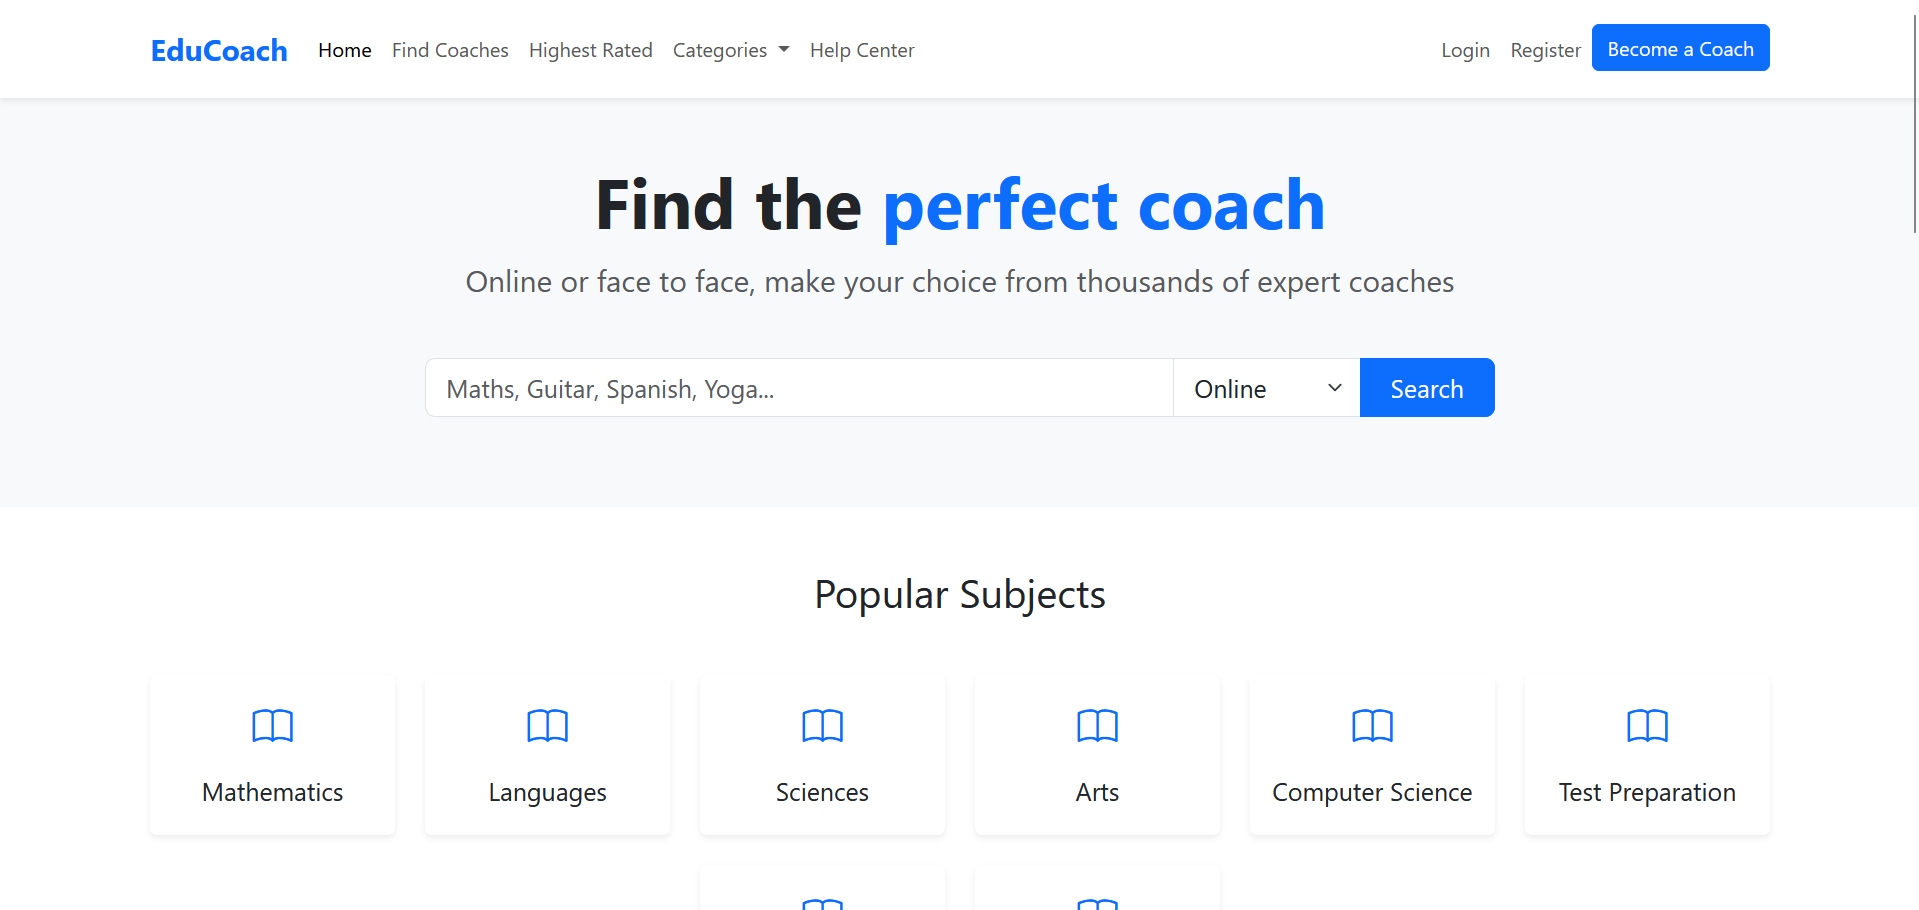 EduCoach Home Find Coaches Highest Rated Categories Help Center Login Register Become a Coach
Find the perfect coach
Online or face to face, make your choice from thousands of expert coaches
Maths, Guitar, Spanish, Yoga... Online Search
Popular Subjects
Mathematics Languages Sciences Arts Computer Science Test Preparation